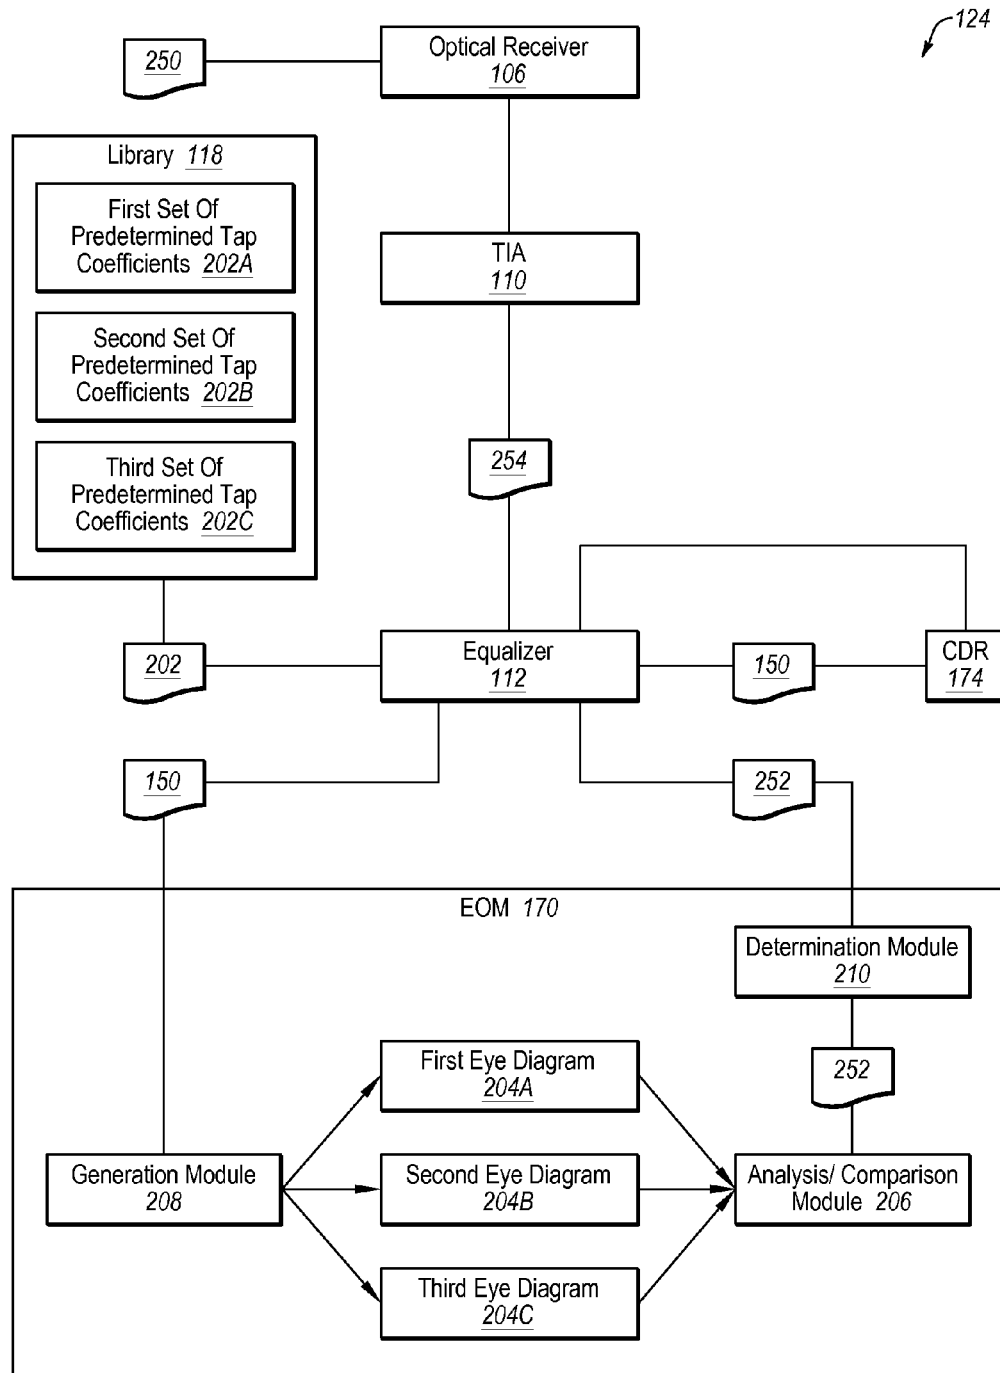 124
250
Optical Receiver
106
Library 118
First Set Of
Predetermined Tap
Coefficients 202A
Second Set Of
Predetermined Tap
Coefficients 202B
Third Set Of
Predetermined Tap
Coefficients 202C
TIA
110
254
202
Equalizer
112
150
CDR
174
150
252
EOM 170
Determination Module
210
252
First Eye Diagram
204A
Generation Module
208
Second Eye Diagram
204B
Analysis/ Comparison
Module 206
Third Eye Diagram
204C